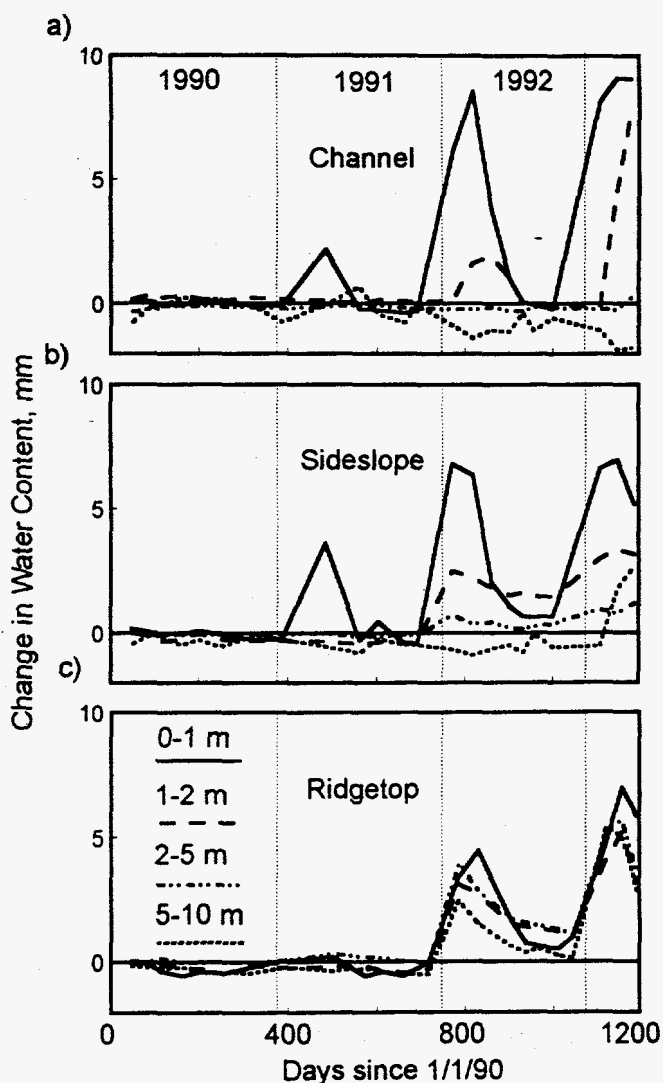 a)
10
1990 1991 1992
Channel
5
0
b)
10
Sideslope
5
0
c)
10
0-1 m
1-2 m
Ridgetop
5
2-5 m
5-10 m
0
0 400 800 1200
Days since 1/1/90
Change in Water Content, mm